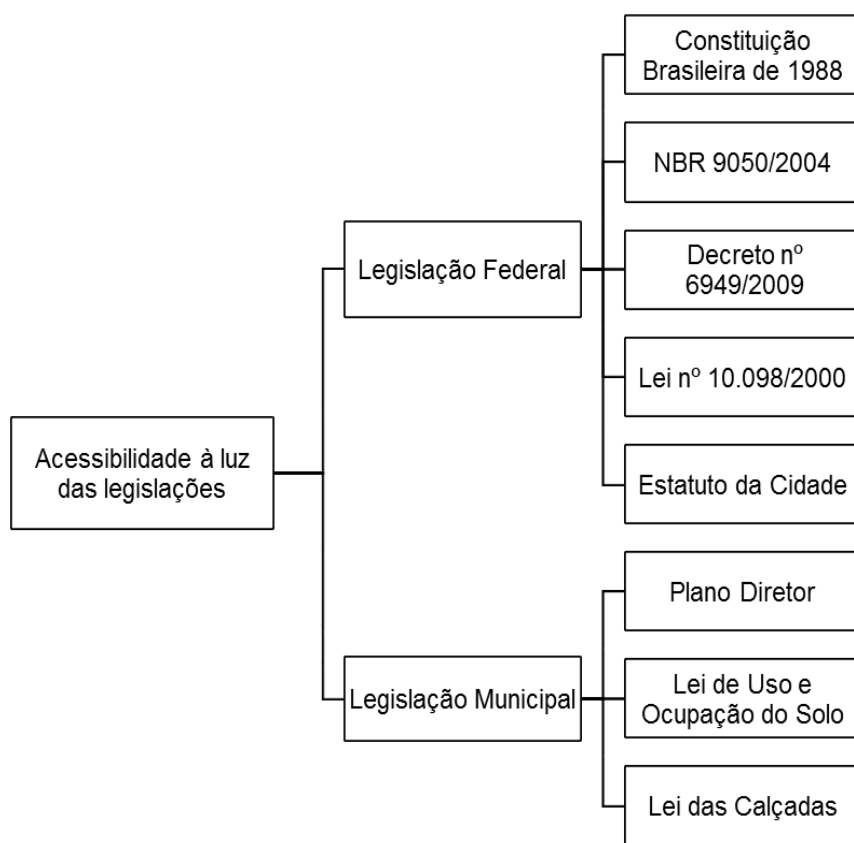 Constituição
Brasileira de 1988
NBR 9050/2004
Legislação Federal
Decreto nº
6949/2009
Lei nº 10.098/2000
Acessibilidade à luz
das legislações
Estatuto da Cidade
Plano Diretor
Legislação Municipal
Lei de Uso e
Ocupação do Solo
Lei das Calçadas